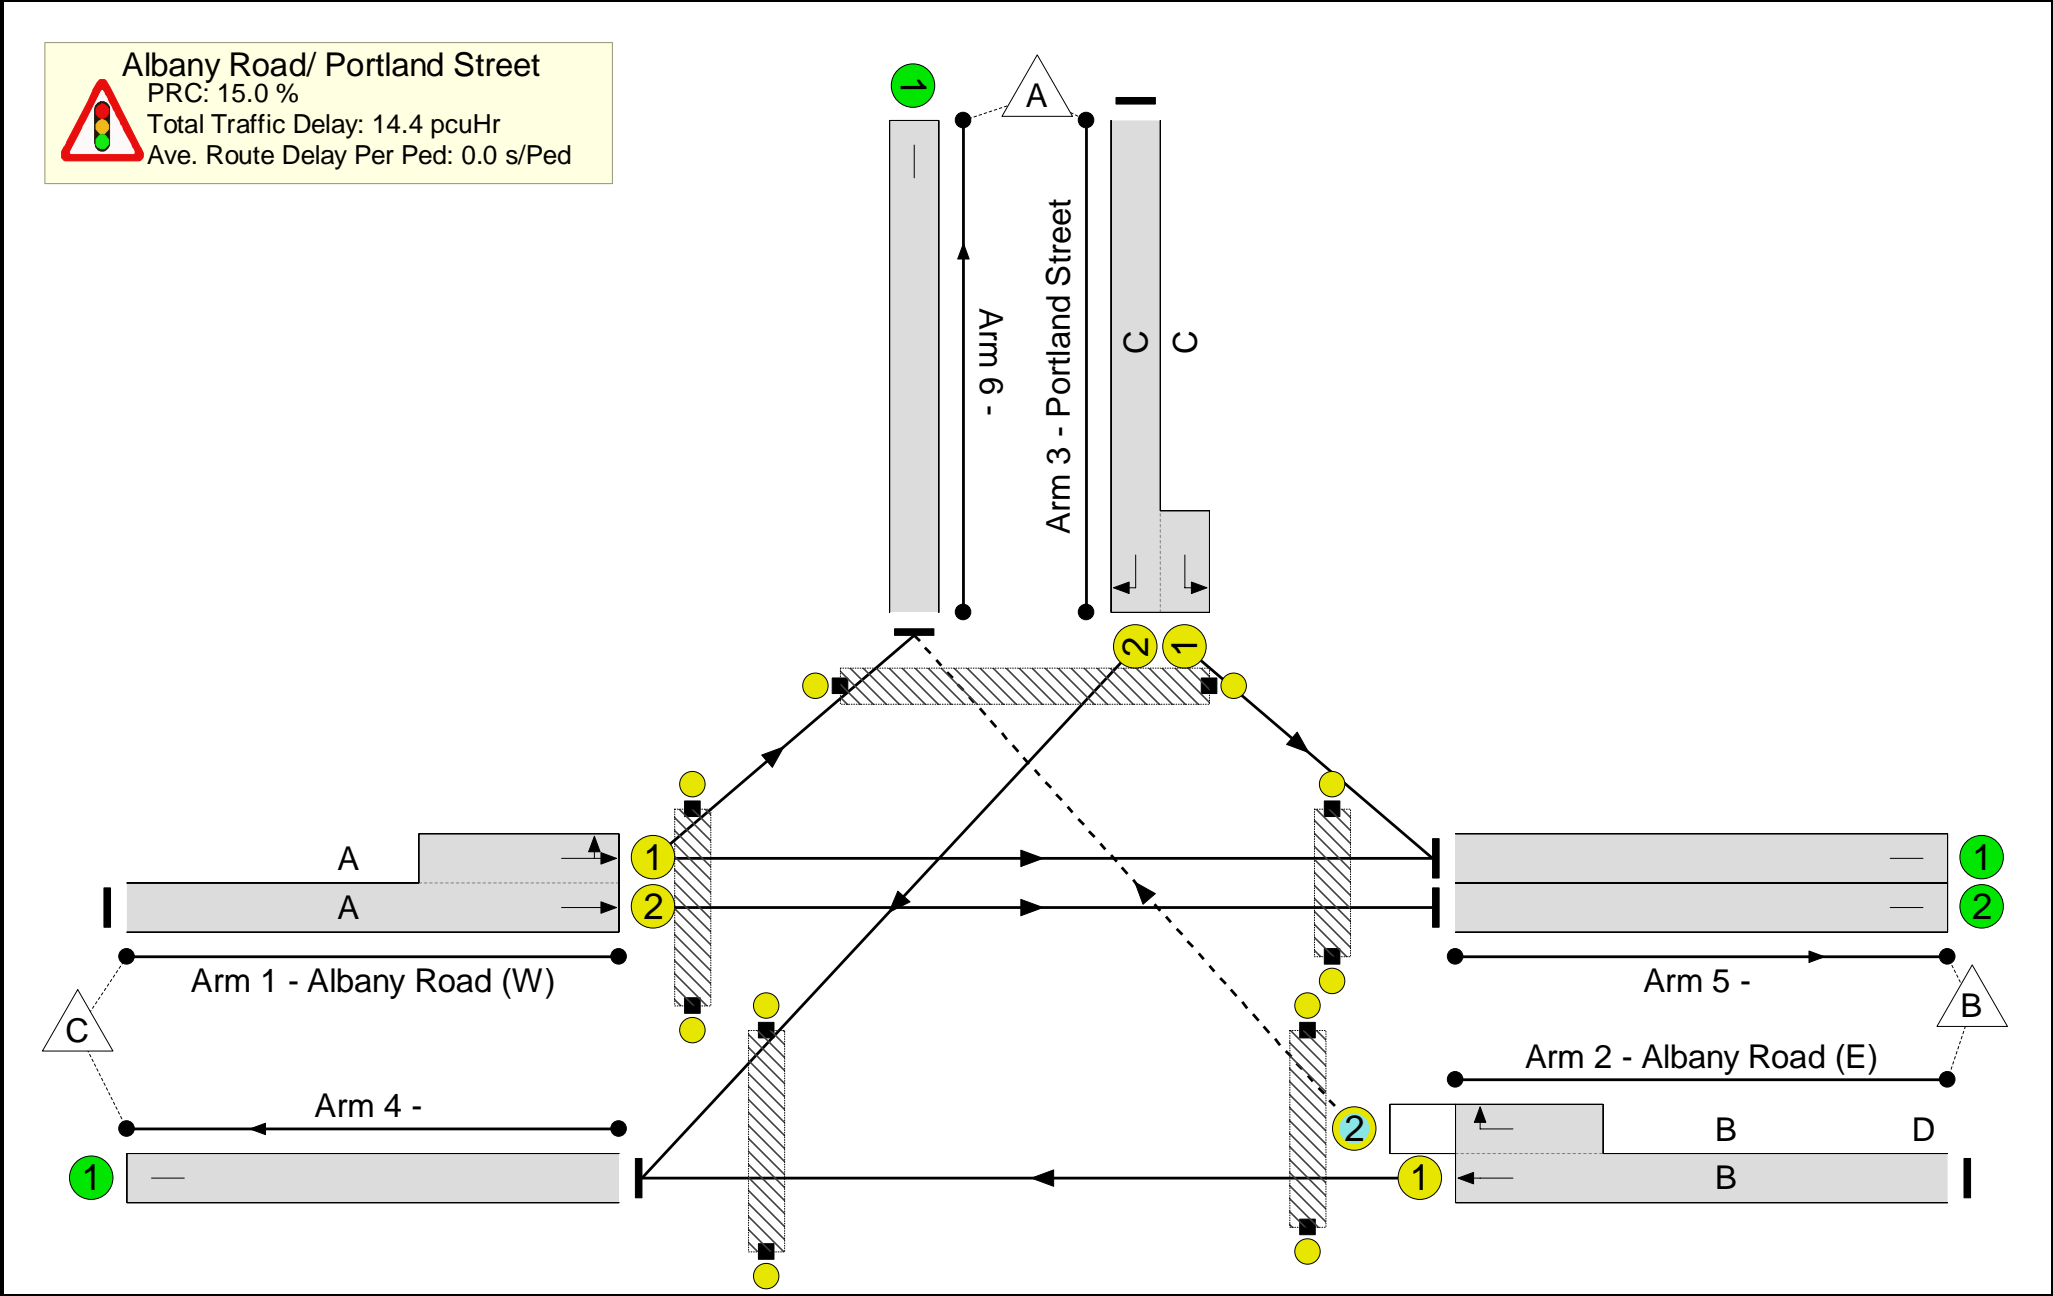 Albany Road/ Portland Street
PRC: 15.0 %
Total Traffic Delay: 14.4 pcuHr
Ave. Route Delay Per Ped: 0.0 s/Ped
1
A
Arm 6 -
Arm 3 - Portland Street
C
C
2
1
A
1
A
2
1
2
Arm 1 - Albany Road (W)
Arm 5 -
C
B
Arm 2 - Albany Road (E)
Arm 4 -
2
B
D
1
1
B